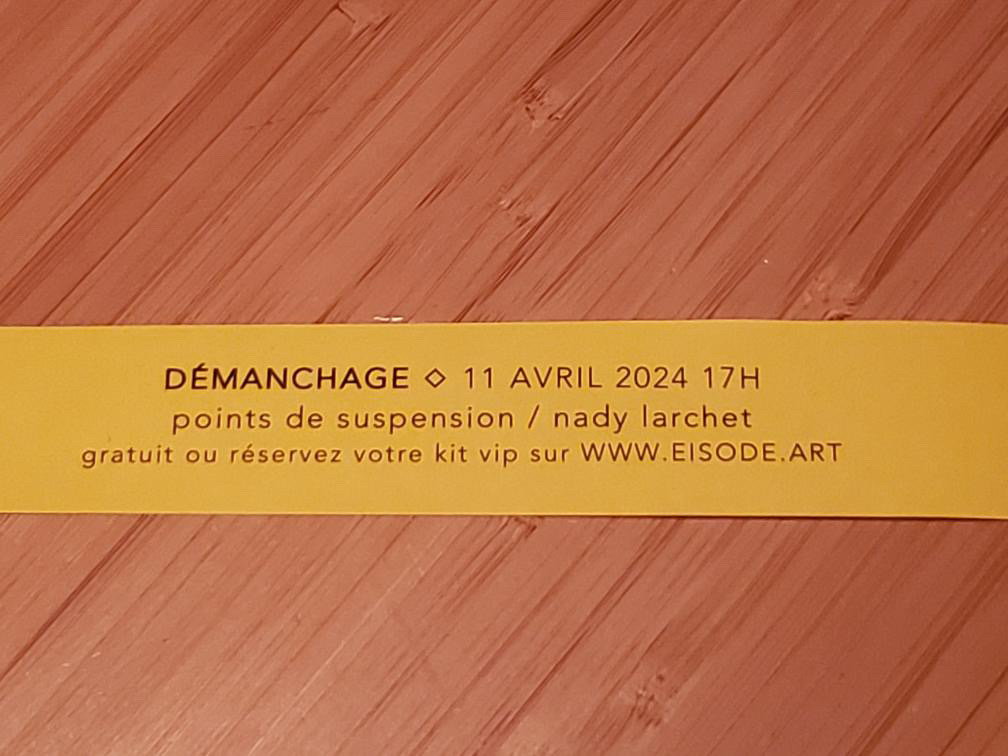 DÉMANCHAGE ◇ 11 AVRIL 2024 17H
points de suspension / nady larchet
gratuit ou réservez votre kit vip sur WWW.EISODE.ART